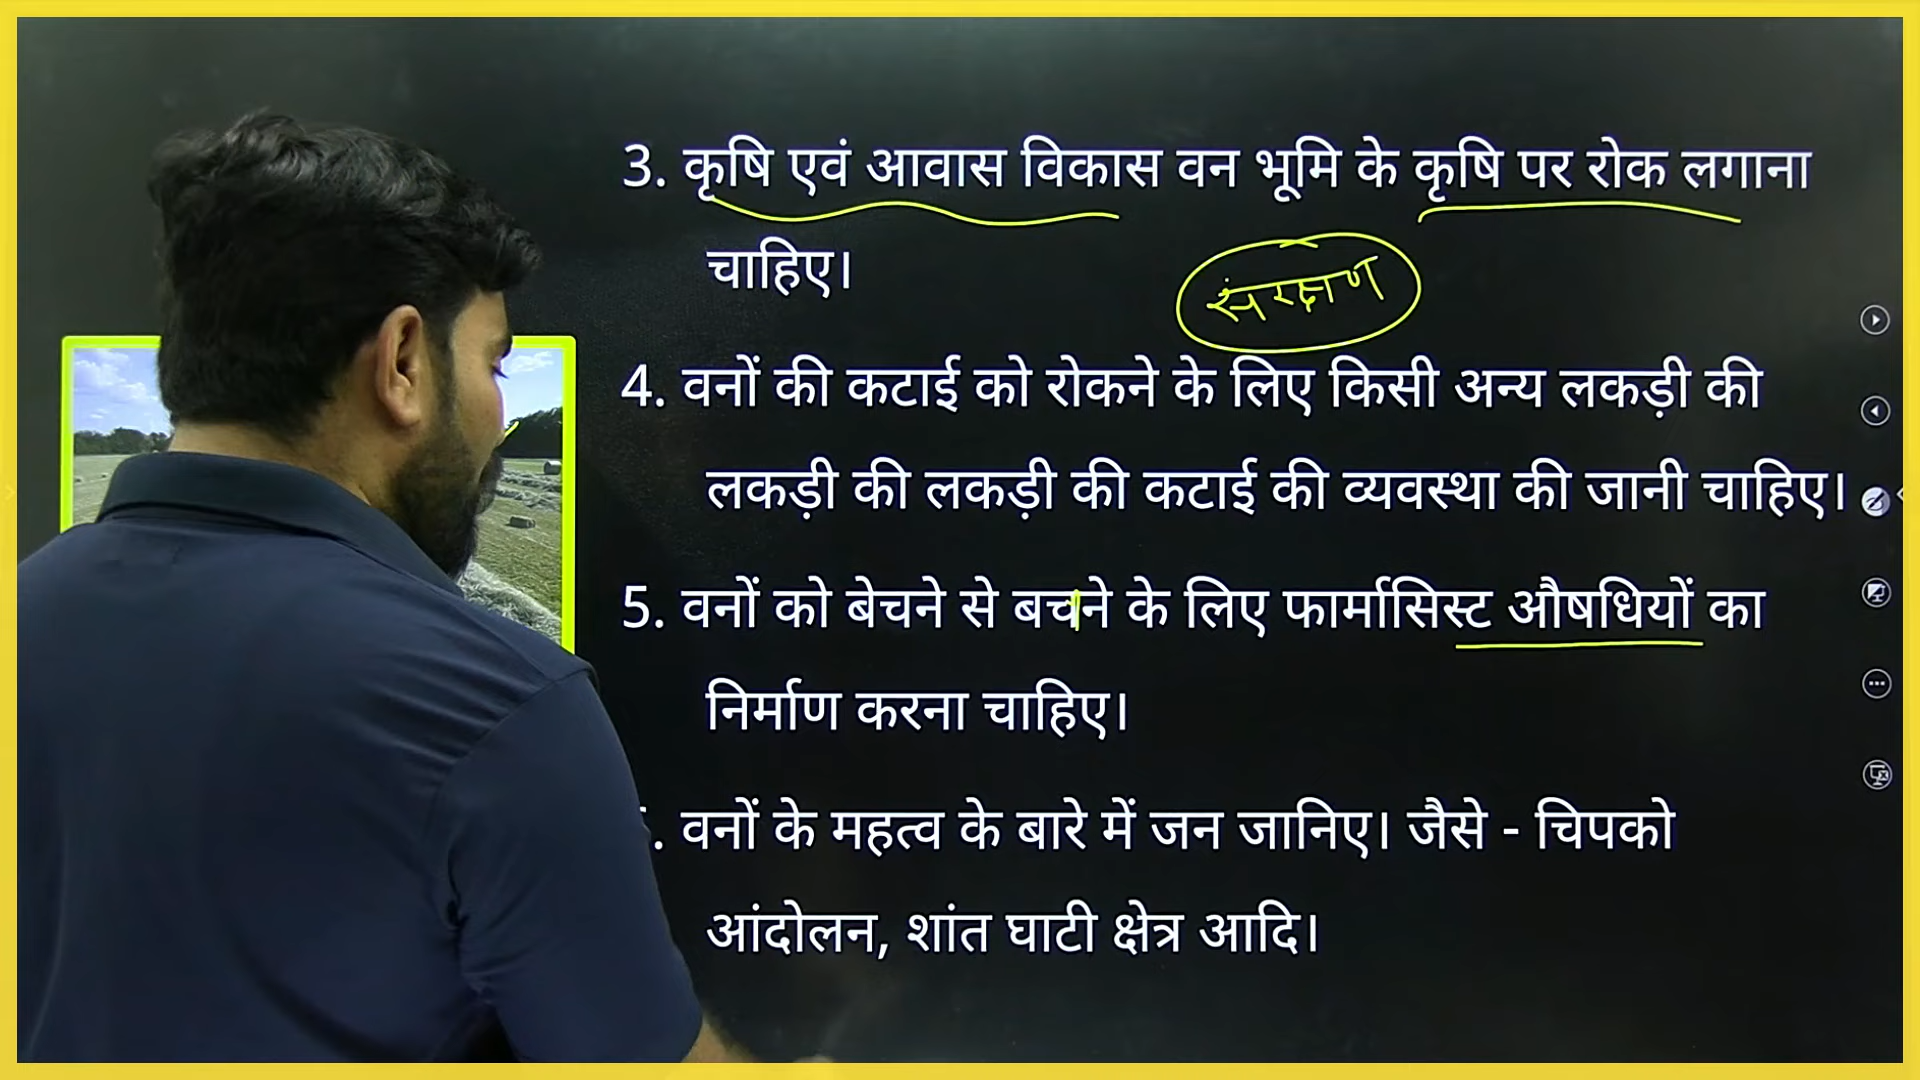 3. कृषि एवं आवास विकास वन भूमि के कृषि पर रोक लगाना
चाहिए।
संरक्षण
4. वनों की कटाई को रोकने के लिए किसी अन्य लकड़ी की
लकड़ी की लकड़ी की कटाई की व्यवस्था की जानी चाहिए।
5. वनों को बेचने से बचने के लिए फार्मासिस्ट औषधियों का
निर्माण करना चाहिए।
. वनों के महत्व के बारे में जन जानिए। जैसे - चिपको
आंदोलन, शांत घाटी क्षेत्र आदि।